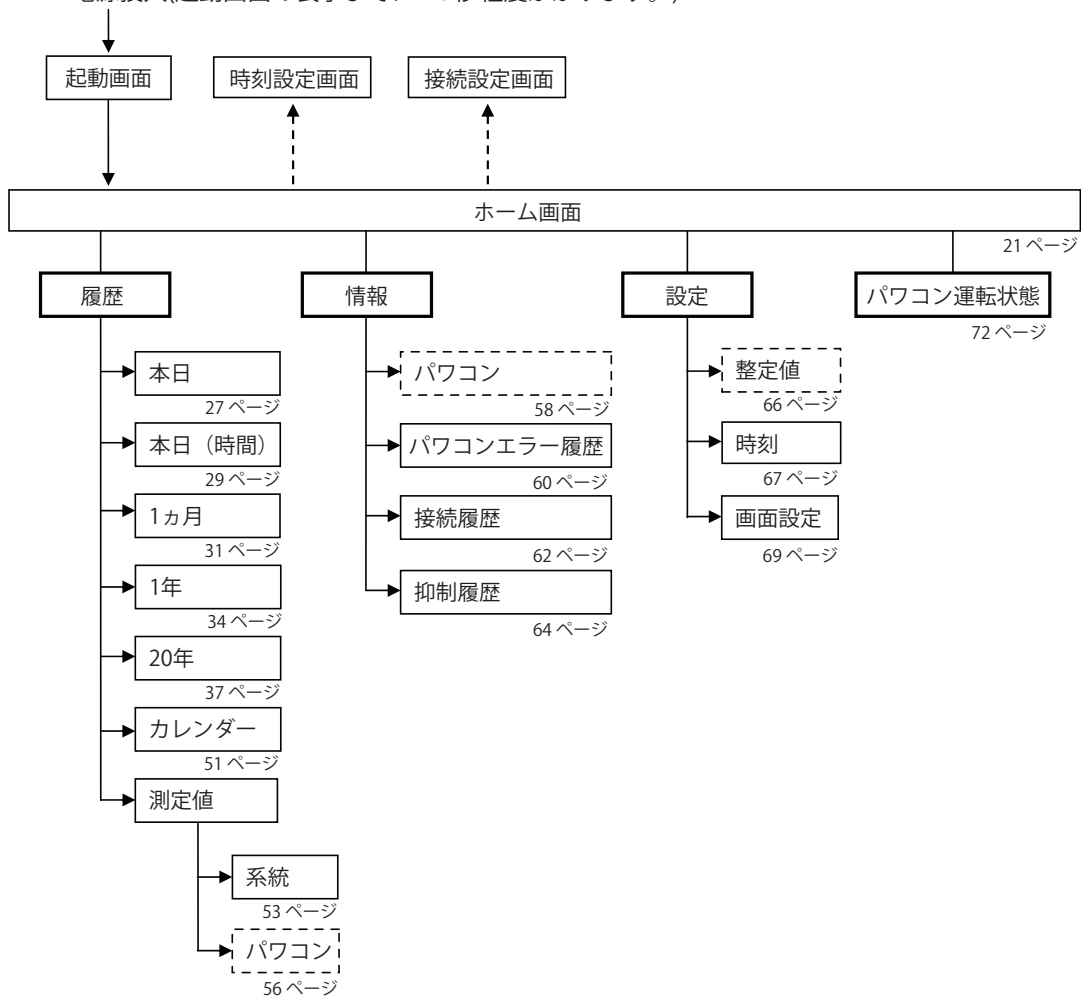 起動画面
時刻設定画面
接続設定画面
ホーム画面
21 ページ
履歴
情報
設定
パワコン運転状態
72 ページ
本日
27 ページ
本日（時間）
29 ページ
1ヵ月
31 ページ
1年
34 ページ
20年
37 ページ
カレンダー
51 ページ
測定値
系統
53 ページ
パワコン
56 ページ
パワコン
58 ページ
パワコンエラー履歴
60 ページ
接続履歴
62 ページ
抑制履歴
64 ページ
整定値
66 ページ
時刻
67 ページ
画面設定
69 ページ